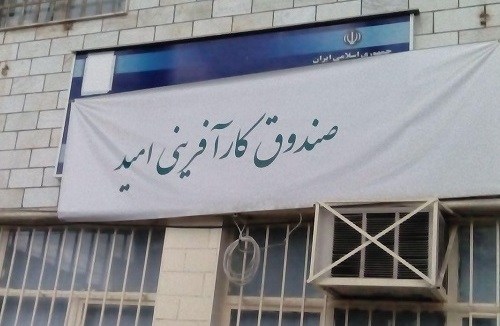 جمهوری اسلامی ایران
صندوق کارآفرینی امید